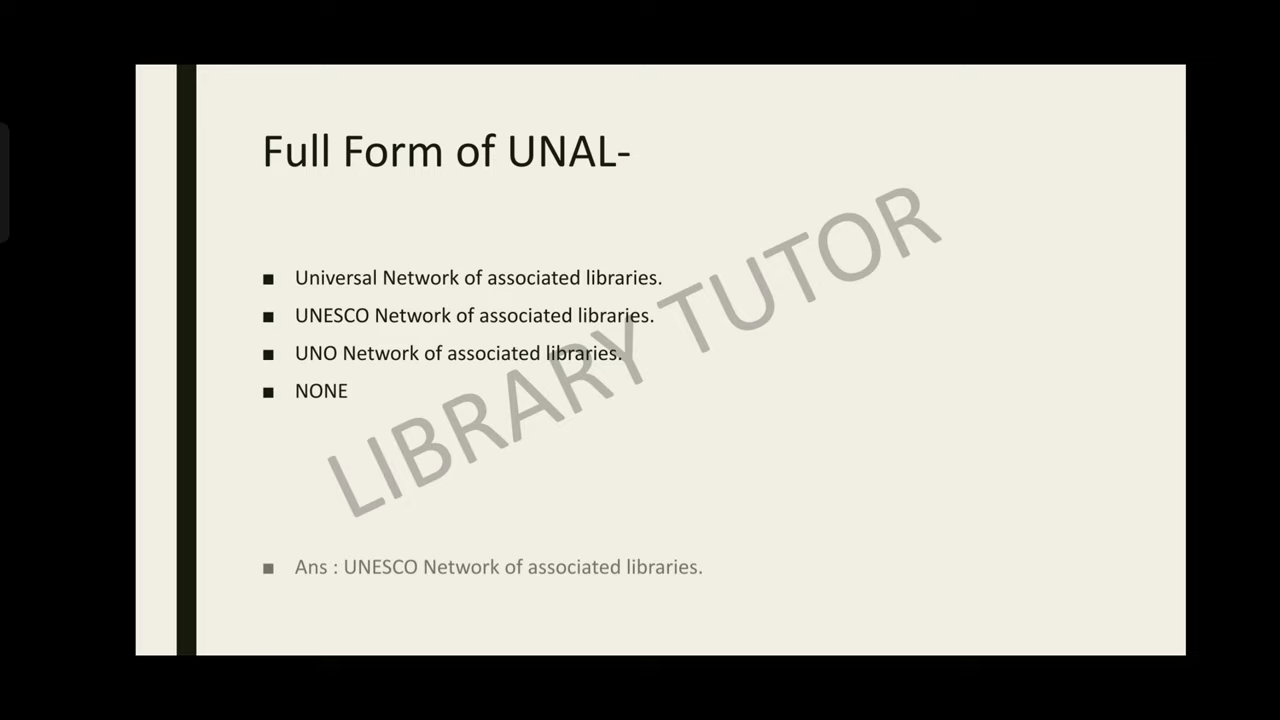 Full Form of UNAL-
■ Universal Network of associated libraries.
■ UNESCO Network of associated libraries.
■ UNO Network of associated libraries.
■ NONE
LIBRARY TUTOR
■ Ans : UNESCO Network of associated libraries.